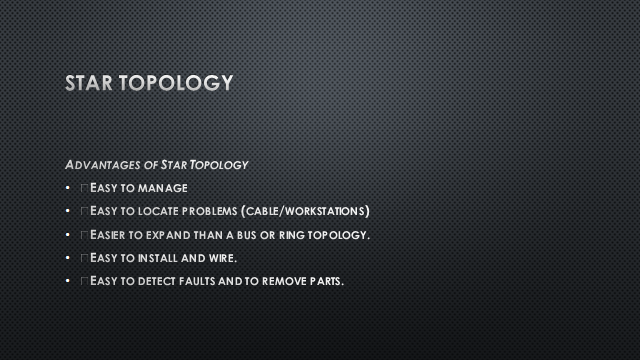 STAR TOPOLOGY
ADVANTAGES OF STAR TOPOLOGY
• □EASY TO MANAGE
• □EASY TO LOCATE PROBLEMS (CABLE/WORKSTATIONS)
• □EASIER TO EXPAND THAN A BUS OR RING TOPOLOGY.
• □EASY TO INSTALL AND WIRE.
• □EASY TO DETECT FAULTS AND TO REMOVE PARTS.